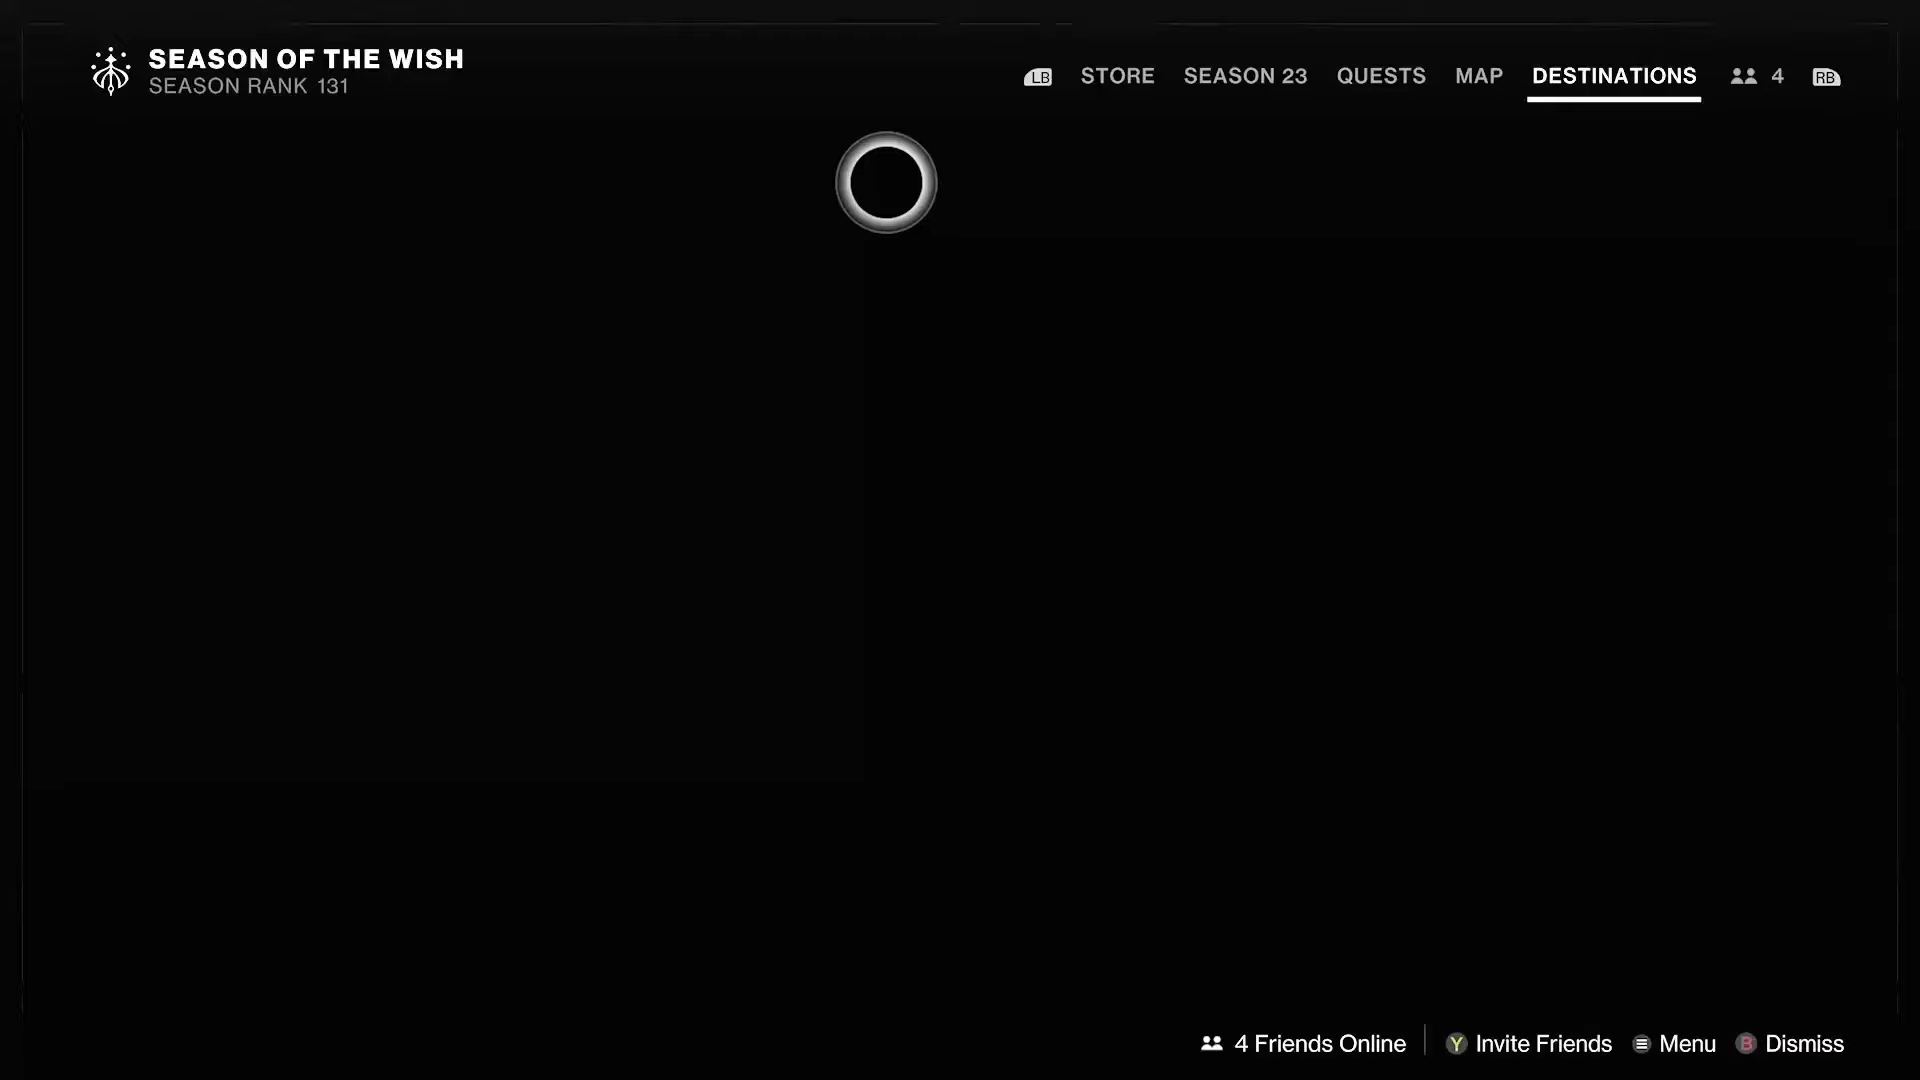 SEASON OF THE WISH
SEASON RANK 131
LB STORE SEASON 23 QUESTS MAP DESTINATIONS 4 RB
4 Friends Online Y Invite Friends Menu B Dismiss